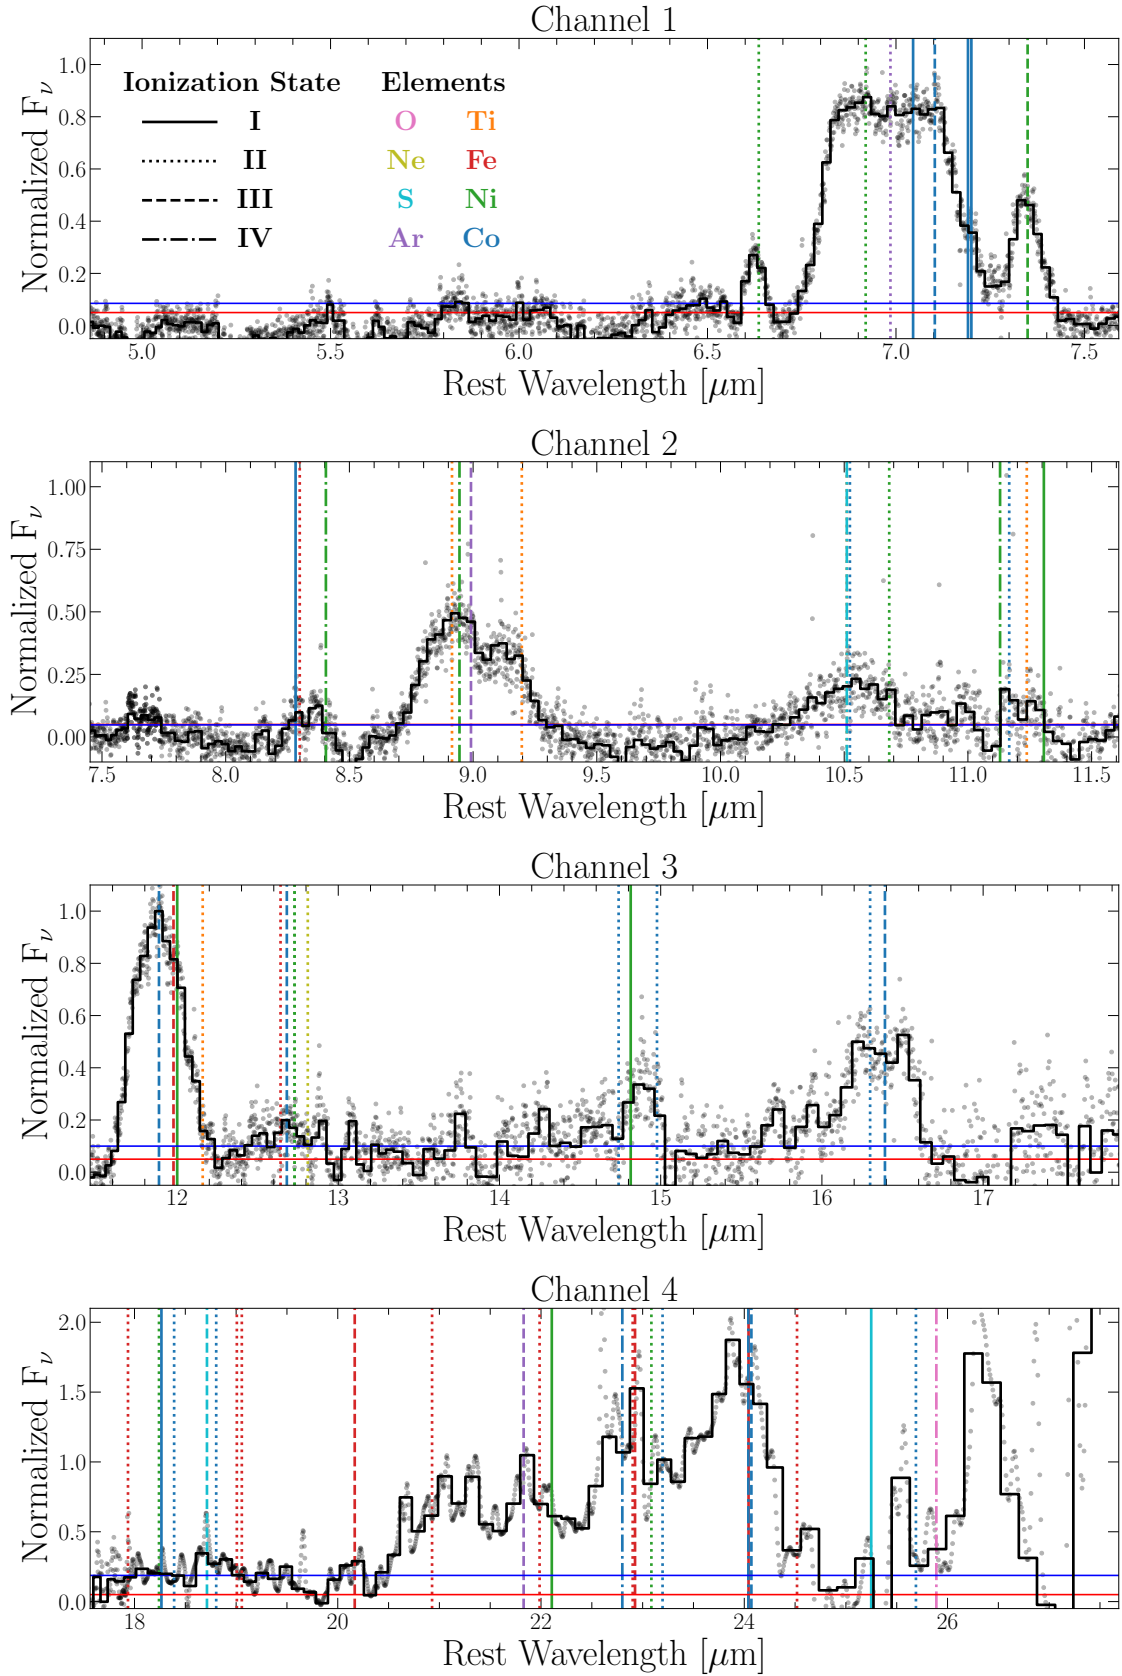 Channel 1
Normalized Fν
1.0
0.8
0.6
0.4
0.2
0.0
Ionization State
I
II
III
IV
Elements
O Ti
Ne Fe
S Ni
Ar Co
5.0 5.5 6.0 6.5 7.0 7.5
Rest Wavelength [μm]
Channel 2
Normalized Fν
1.00
0.75
0.50
0.25
0.00
7.5 8.0 8.5 9.0 9.5 10.0 10.5 11.0 11.5
Rest Wavelength [μm]
Channel 3
Normalized Fν
1.0
0.8
0.6
0.4
0.2
0.0
12 13 14 15 16 17
Rest Wavelength [μm]
Channel 4
Normalized Fν
2.0
1.5
1.0
0.5
0.0
18 20 22 24 26
Rest Wavelength [μm]